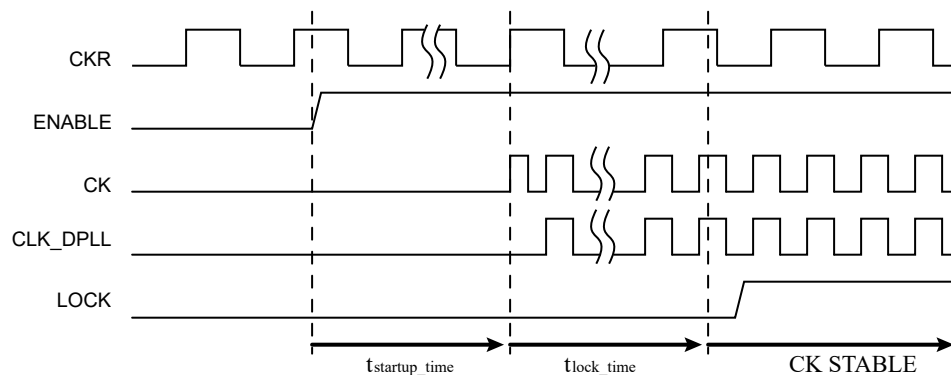 CKR
ENABLE
CK
CLK_DPLL
LOCK
tstartup_time tlock_time CK STABLE